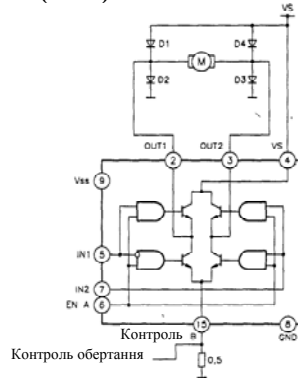 VS
D1
D4
M
D2
D3
OUT1
OUT2
VS
2
3
4
Vss
9
IN1
5
IN2
7
EN A
6
Контроль
15
8
B
GND
Контроль обертання
0,5